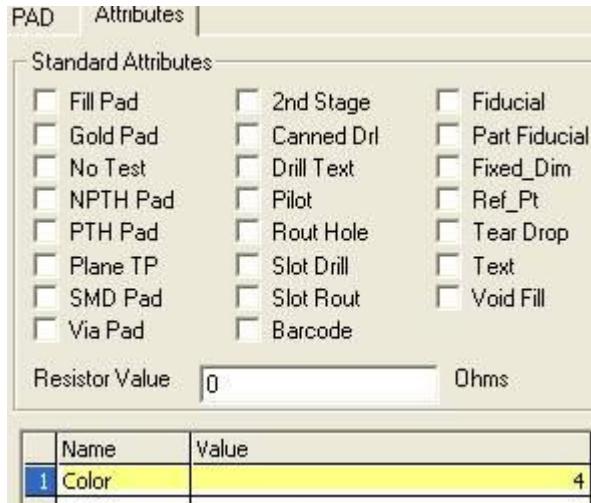 PAD Attributes
Standard Attributes
Fill Pad 2nd Stage Fiducial
Gold Pad Canned Drl Part Fiducial
No Test Drill Text Fixed_Dim
NPTH Pad Pilot Ref_Pt
PTH Pad Rout Hole Tear Drop
Plane TP Slot Drill Text
SMD Pad Slot Rout Void Fill
Via Pad Barcode
Resistor Value 0 Ohms
Name Value
1 Color 4